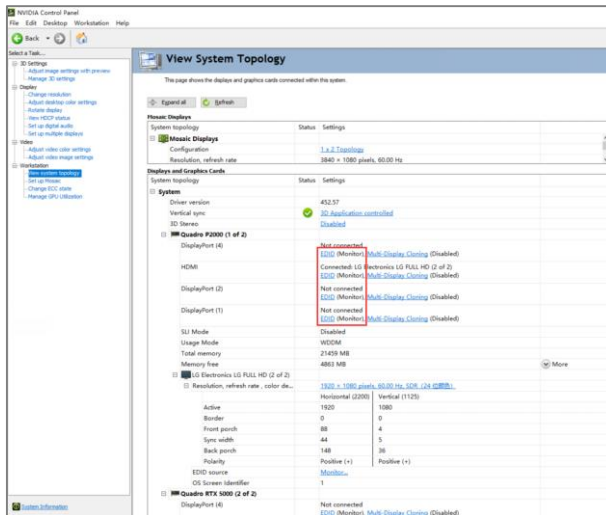 NVIDIA Control Panel
File Edit Desktop Workstation Help
Back
Select a Task...
3D Settings
Adjust image settings with preview
Manage 3D settings
Display
Change resolution
Adjust desktop color settings
Rotate display
View HDCP status
Set up digital audio
Set up multiple displays
Video
Adjust video color settings
Adjust video image settings
Workstation
View system topology
Set up Mosaic
Change ECC state
Manage GPU Utilization
System Information
View System Topology
This page shows the displays and graphics cards connected within this system.
Expand all Refresh
Mosaic Displays
System topology Status Settings
Mosaic Displays
Configuration 1 x 2 Topology
Resolution, refresh rate 3840 × 1080 pixels, 60.00 Hz
Displays and Graphics Cards
System topology Status Settings
System
Driver version 452.57
Vertical sync 3D Application controlled
3D Stereo Disabled
Quadro P2000 (1 of 2)
DisplayPort (4) Not connected
EDID (Monitor), Multi-Display Cloning (Disabled)
HDMI Connected: LG Electronics LG FULL HD (2 of 2)
EDID (Monitor), Multi-Display Cloning (Disabled)
DisplayPort (2) Not connected
EDID (Monitor), Multi-Display Cloning (Disabled)
DisplayPort (1) Not connected
EDID (Monitor), Multi-Display Cloning (Disabled)
SLI Mode Disabled
Usage Mode WDDM
Total memory 21459 MB
Memory free 4863 MB More
LG Electronics LG FULL HD (2 of 2)
Resolution, refresh rate , color de... 1920 × 1080 pixels, 60.00 Hz, SDR (24
Horizontal (2200) Vertical (1125)
Active 1920 1080
Border 0 0
Front porch 88 4
Sync width 44 5
Back porch 148 36
Polarity Positive (+) Positive (+)
EDID source Monitor...
OS Screen Identifier 1
Quadro RTX 5000 (2 of 2)
DisplayPort (4) Not connected
EDID (Monitor), Multi-Display Cloning (Disabled)